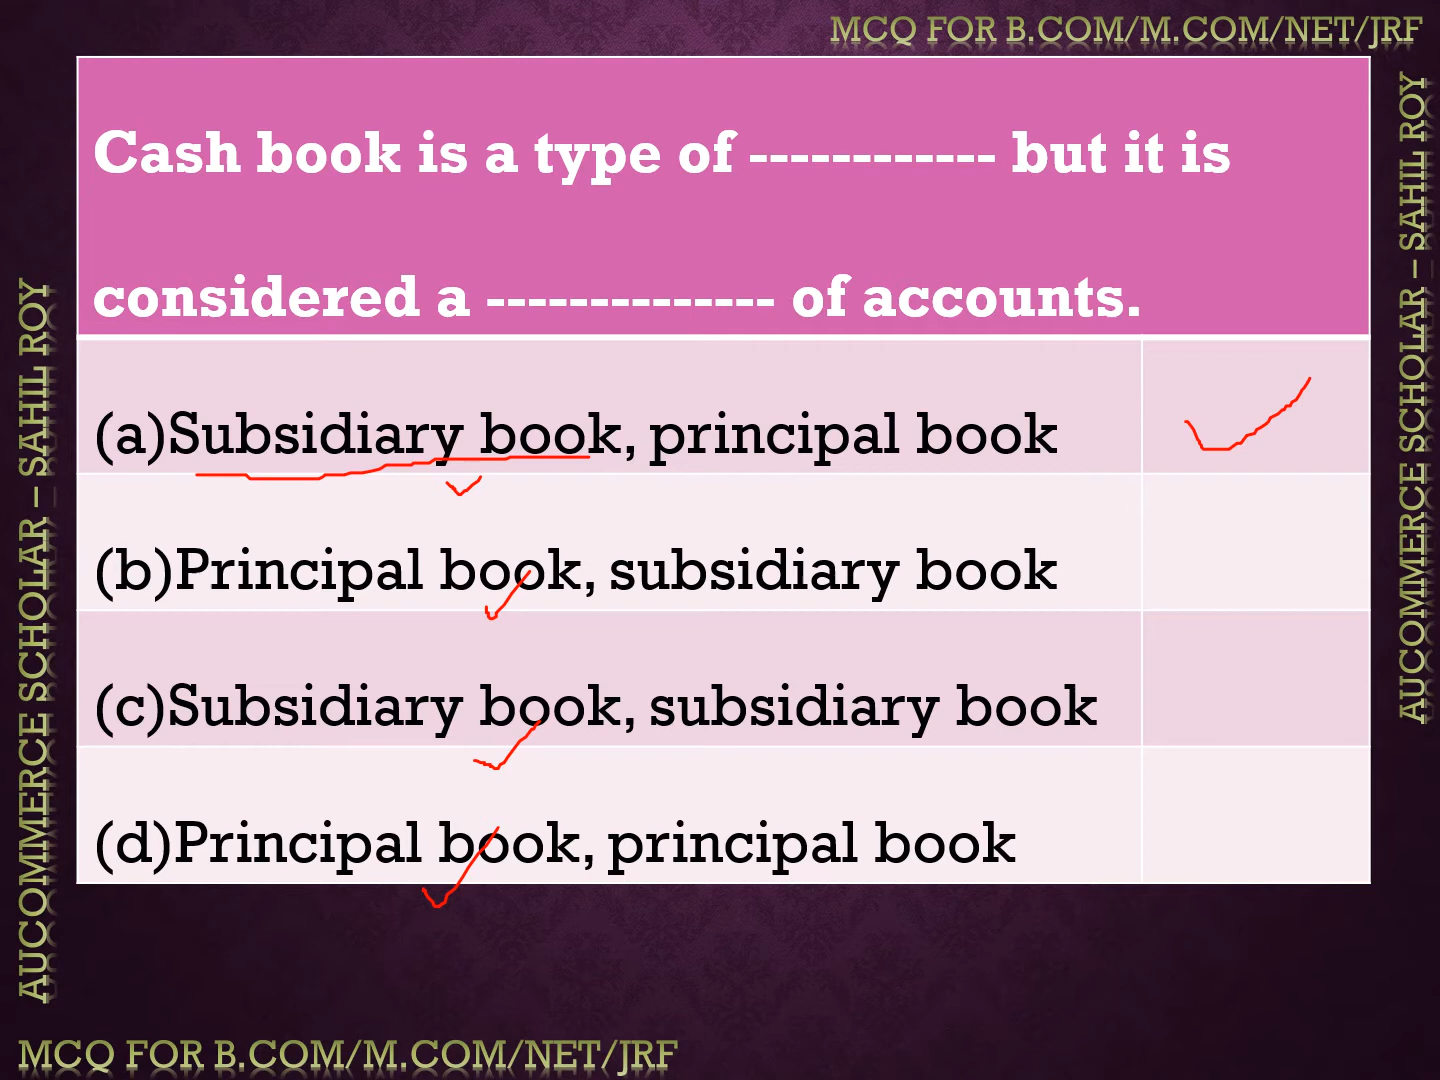 MCQ FOR B.COM/M.COM/NET/JRF
Cash book is a type of ------------ but it is
considered a -------------- of accounts.
(a)Subsidiary book, principal book
(b)Principal book, subsidiary book
(c)Subsidiary book, subsidiary book
(d)Principal book, principal book
AUCOMMERCE SCHOLAR – SAHIL ROY
AUCOMMERCE SCHOLAR – SAHIL ROY
MCQ FOR B.COM/M.COM/NET/JRF